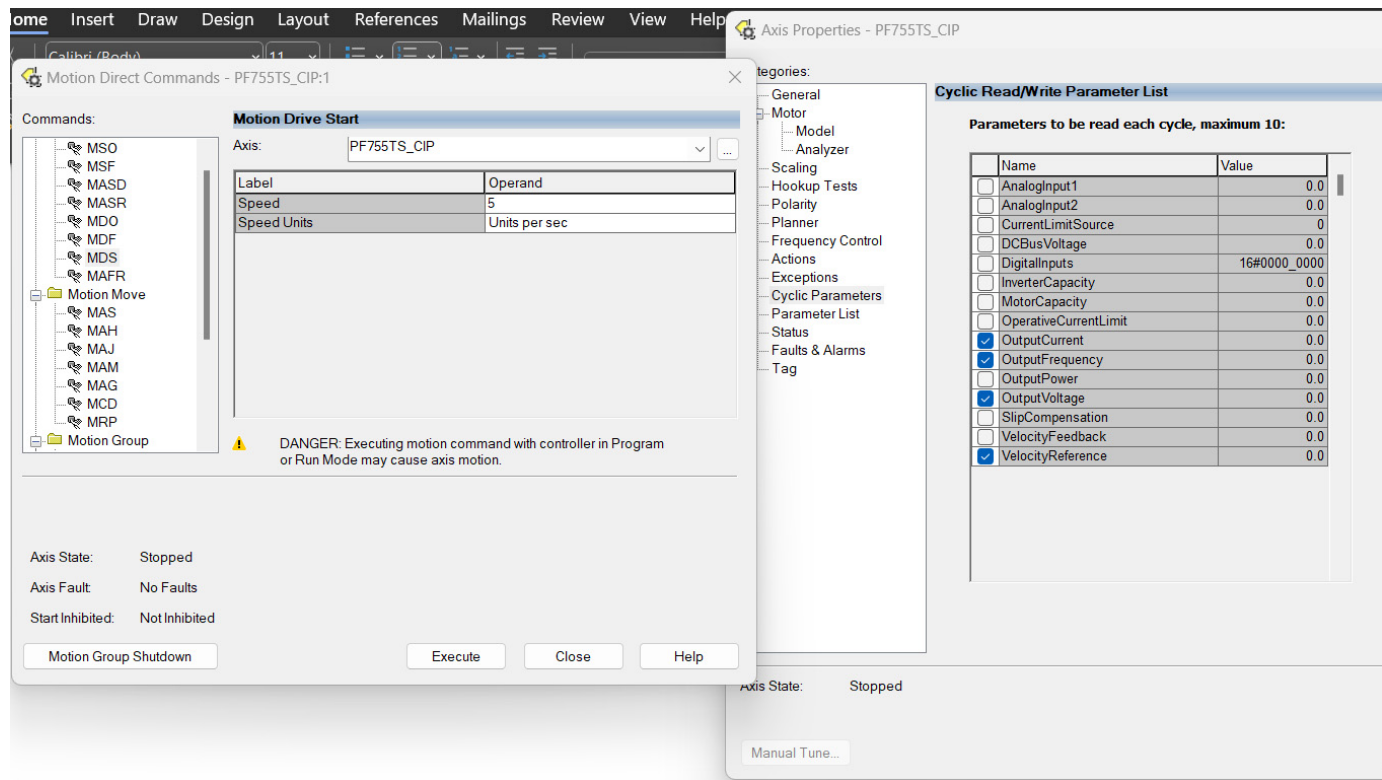 ome Insert Draw Design Layout References Mailings Review View Help
Calibri (Body) 11
Motion Direct Commands - PF755TS_CIP:1
Commands:
MSO
MSF
MASD
MASR
MDO
MDF
MDS
MAFR
Motion Move
MAS
MAH
MAJ
MAM
MAG
MCD
MRP
Motion Group
Motion Drive Start
Axis: PF755TS_CIP ...
Label Operand
Speed 5
Speed Units Units per sec
DANGER: Executing motion command with controller in Program
or Run Mode may cause axis motion.
Axis State: Stopped
Axis Fault: No Faults
Start Inhibited: Not Inhibited
Motion Group Shutdown Execute Close Help
Axis Properties - PF755TS_CIP
tegories:
General
Motor
Model
Analyzer
Scaling
Hookup Tests
Polarity
Planner
Frequency Control
Actions
Exceptions
Cyclic Parameters
Parameter List
Status
Faults & Alarms
Tag
Cyclic Read/Write Parameter List
Parameters to be read each cycle, maximum 10:
Name Value
AnalogInput1 0.0
AnalogInput2 0.0
CurrentLimitSource 0
DCBusVoltage 0.0
DigitalInputs 16#0000_0000
InverterCapacity 0.0
MotorCapacity 0.0
OperativeCurrentLimit 0.0
OutputCurrent 0.0
OutputFrequency 0.0
OutputPower 0.0
OutputVoltage 0.0
SlipCompensation 0.0
VelocityFeedback 0.0
VelocityReference 0.0
Axis State: Stopped
Manual Tune...